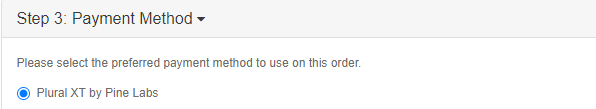 Step 3: Payment Method
Please select the preferred payment method to use on this order.
Plural XT by Pine Labs